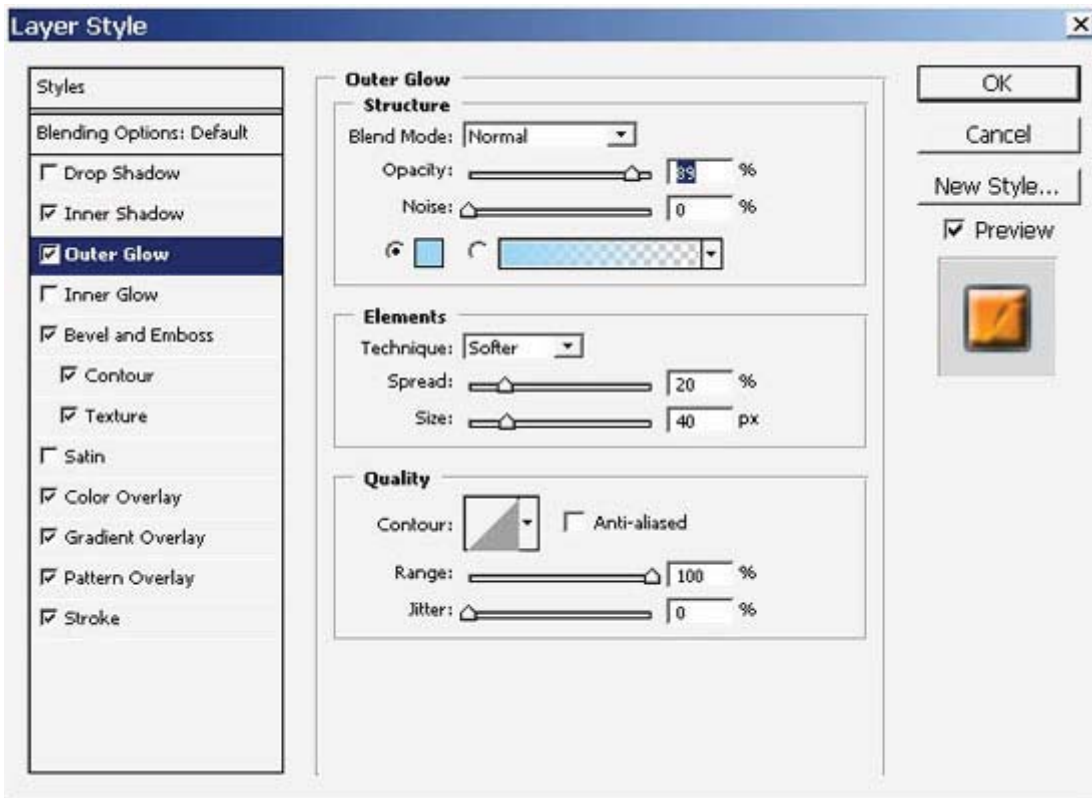 Layer Style
Styles
Blending Options: Default
Drop Shadow
Inner Shadow
Outer Glow
Inner Glow
Bevel and Emboss
Contour
Texture
Satin
Color Overlay
Gradient Overlay
Pattern Overlay
Stroke
Outer Glow
Structure
Blend Mode: Normal
Opacity: 89 %
Noise: 0 %
Elements
Technique: Softer
Spread: 20 %
Size: 40 px
Quality
Contour: Anti-aliased
Range: 100 %
Jitter: 0 %
OK
Cancel
New Style...
Preview